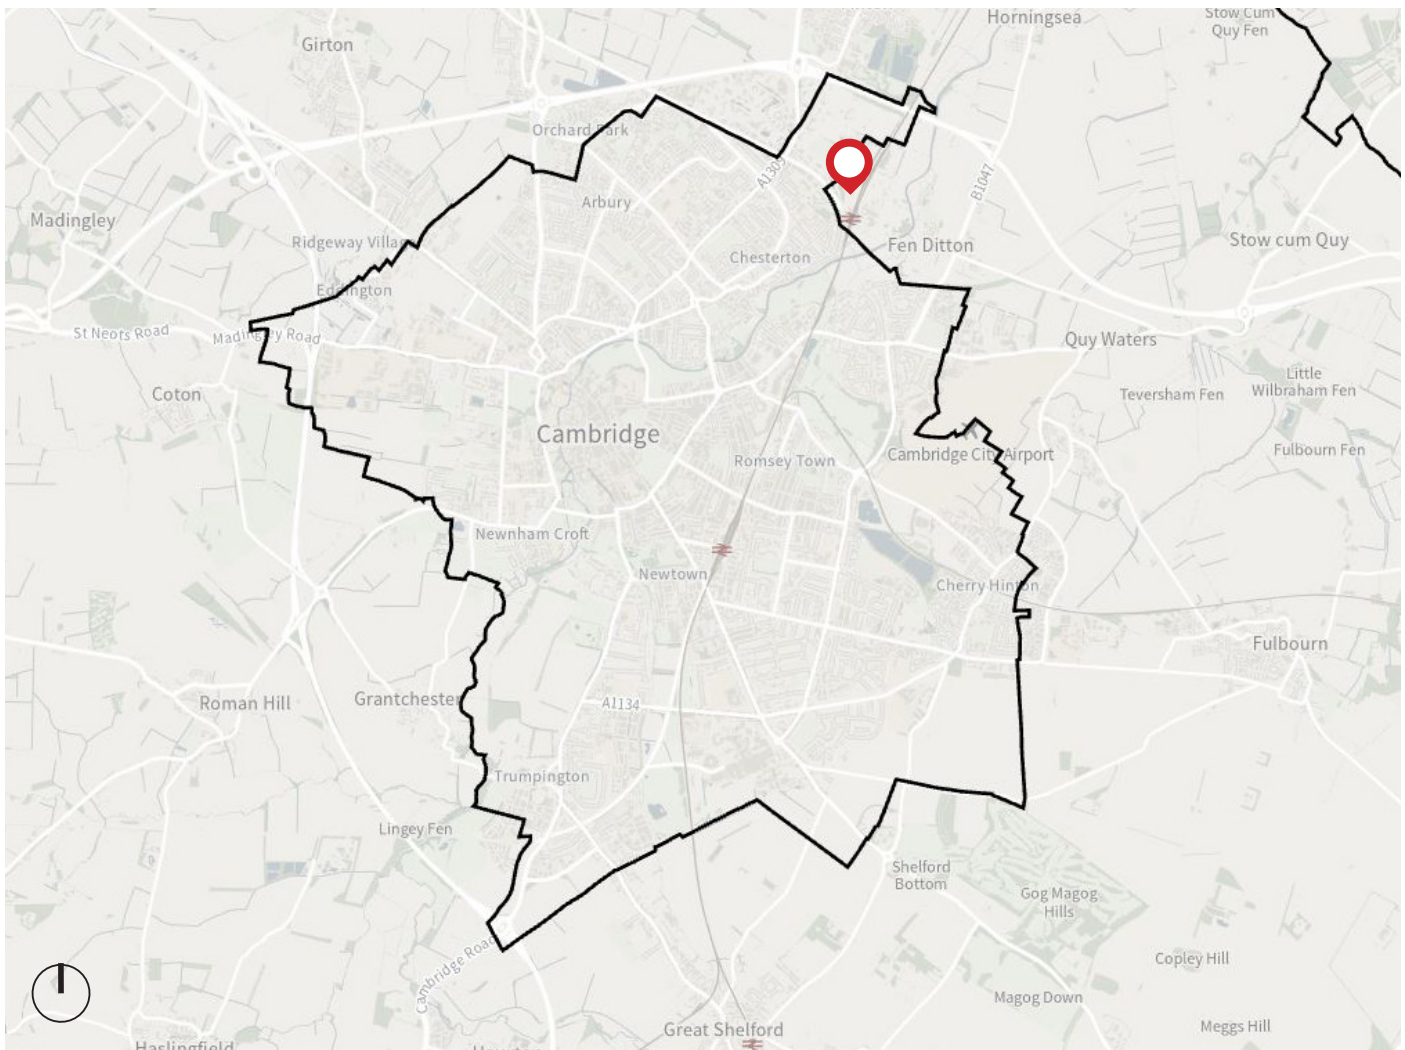 Horningsea
Stow Cum
Quy Fen
Girton
Orchard Park
A1309
B1047
Madingley
Arbury
Ridgeway Villa
Fen Ditton
Stow cum Quy
Chesterton
Eddington
St Neots Road
Madingley Road
Quy Waters
Coton
Teversham Fen
Little
Wilbraham Fen
Cambridge
Romsey Town
Cambridge City Airport
Fulbourn Fen
Newnham Croft
Newtown
Cherry Hinton
Fulbourn
Roman Hill
Grantchester
A1134
Trumpington
Lingey Fen
Shelford
Bottom
Gog Magog
Hills
Cambridge Road
Copley Hill
Magog Down
Great Shelford
Meggs Hill
Haslingfield